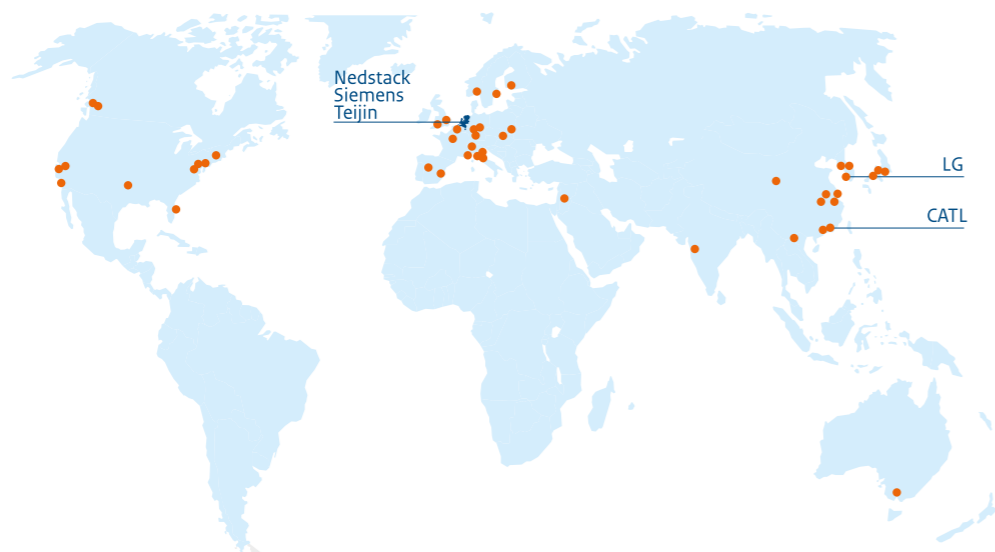 Nedstack
Siemens
Teijin
LG
CATL